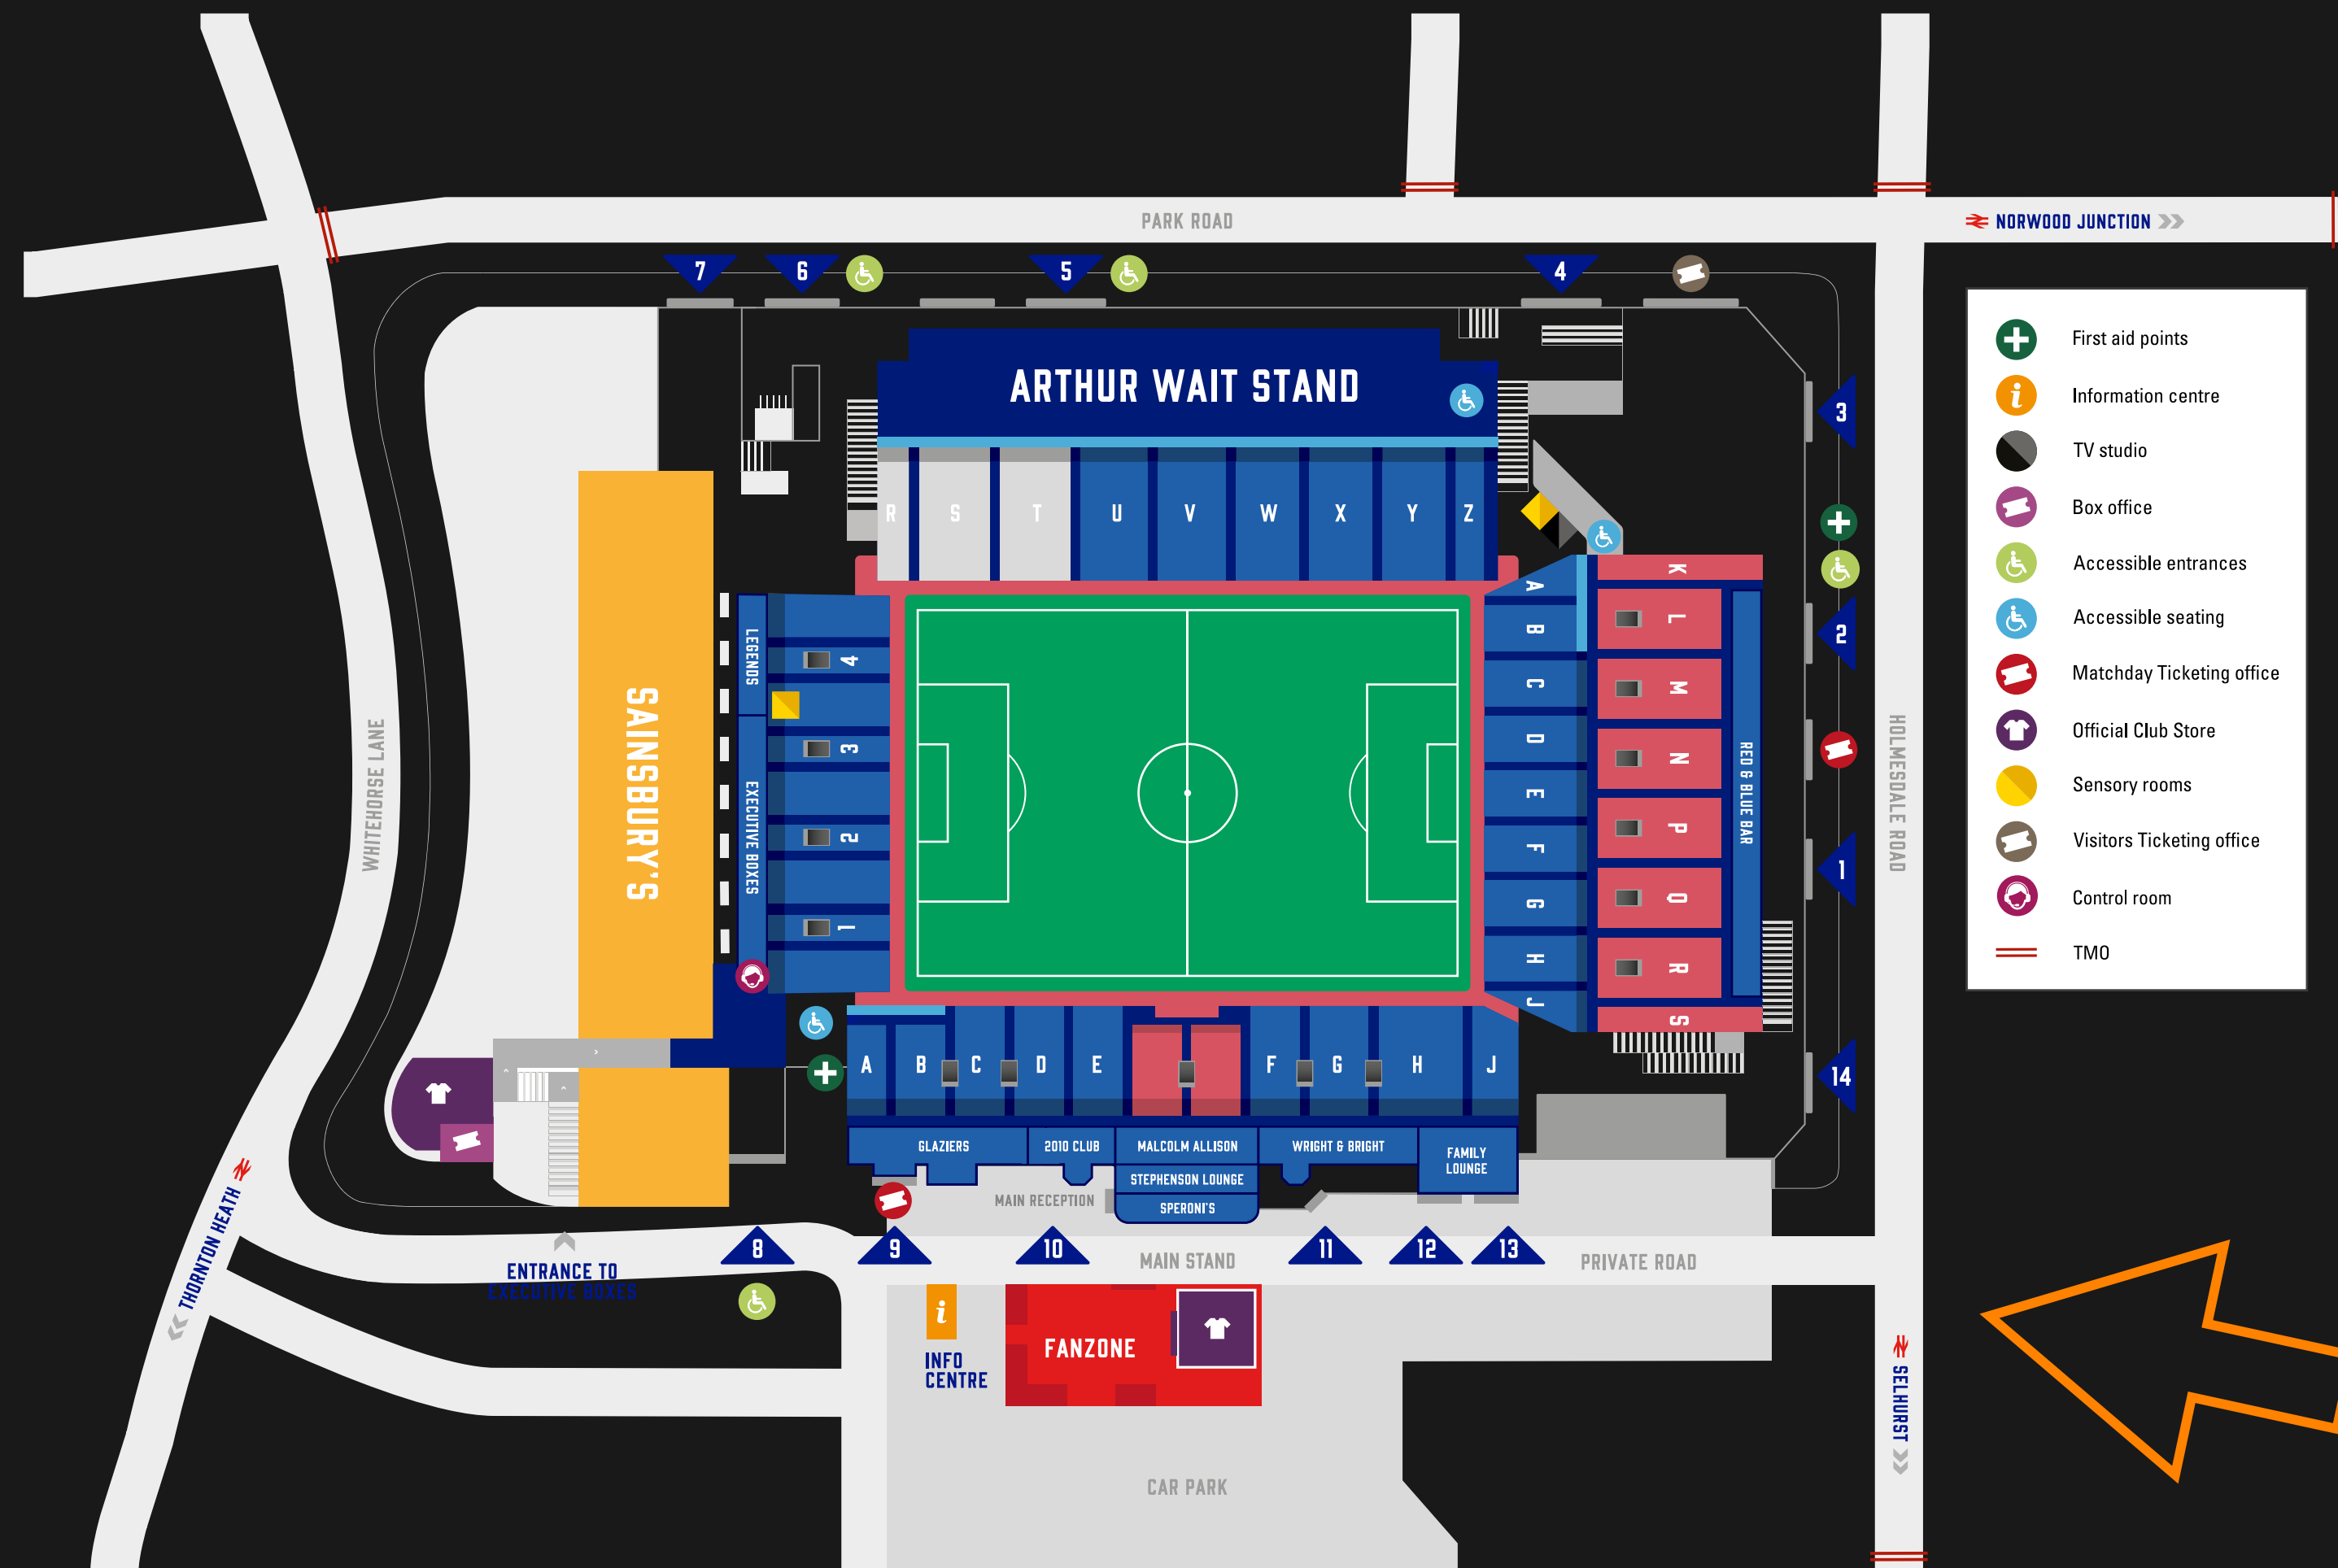 PARK ROAD
NORWOOD JUNCTION
7
6
5
4
3
2
1
14
First aid points
Information centre
TV studio
Box office
Accessible entrances
Accessible seating
Matchday Ticketing office
Official Club Store
Sensory rooms
Visitors Ticketing office
Control room
TMO
ARTHUR WAIT STAND
R
S
T
U
V
W
X
Y
Z
WHITEHORSE LANE
SAINSBURY'S
LEGENDS
EXECUTIVE BOXES
4
3
2
1
A
B
C
D
E
F
G
H
J
K
L
M
N
P
Q
R
S
RED & BLUE BAR
HOLMESDALE ROAD
A
B
C
D
E
F
G
H
J
GLAZIERS
2010 CLUB
MALCOLM ALLISON
WRIGHT & BRIGHT
FAMILY
LOUNGE
STEPHENSON LOUNGE
SPERONI'S
MAIN RECEPTION
THORNTON HEATH
8
9
10
11
12
13
MAIN STAND
PRIVATE ROAD
ENTRANCE TO
EXECUTIVE BOXES
i
INFO
CENTRE
FANZONE
SELHURST
CAR PARK